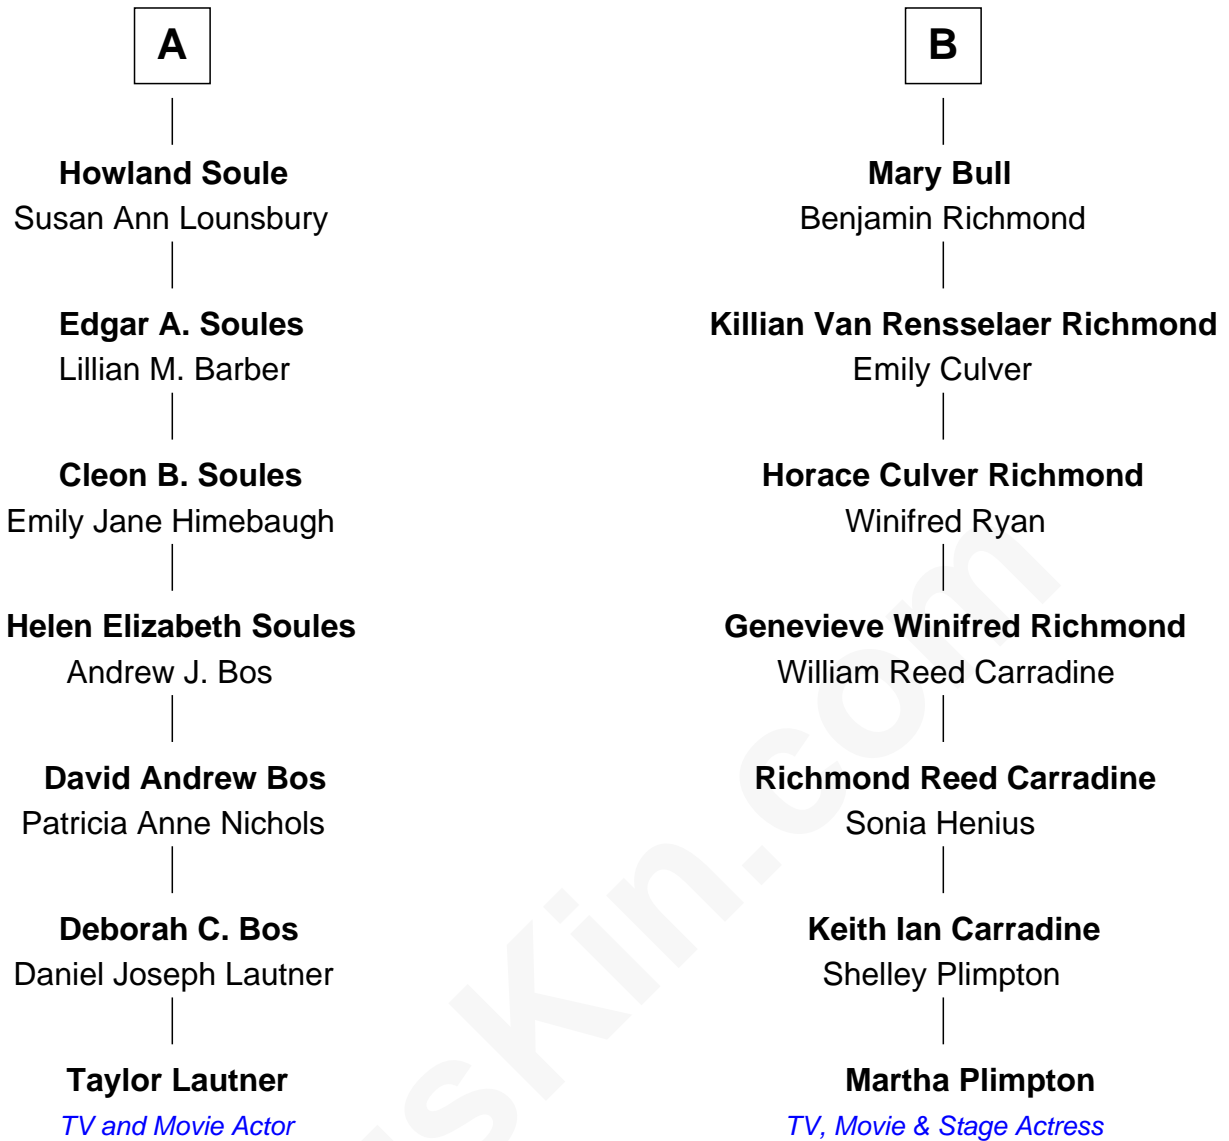 A
Howland Soule
Susan Ann Lounsbury
Edgar A. Soules
Lillian M. Barber
Cleon B. Soules
Emily Jane Himebaugh
Helen Elizabeth Soules
Andrew J. Bos
David Andrew Bos
Patricia Anne Nichols
Deborah C. Bos
Daniel Joseph Lautner
Taylor Lautner
TV and Movie Actor
B
Mary Bull
Benjamin Richmond
Killian Van Rensselaer Richmond
Emily Culver
Horace Culver Richmond
Winifred Ryan
Genevieve Winifred Richmond
William Reed Carradine
Richmond Reed Carradine
Sonia Henius
Keith Ian Carradine
Shelley Plimpton
Martha Plimpton
TV, Movie & Stage Actress